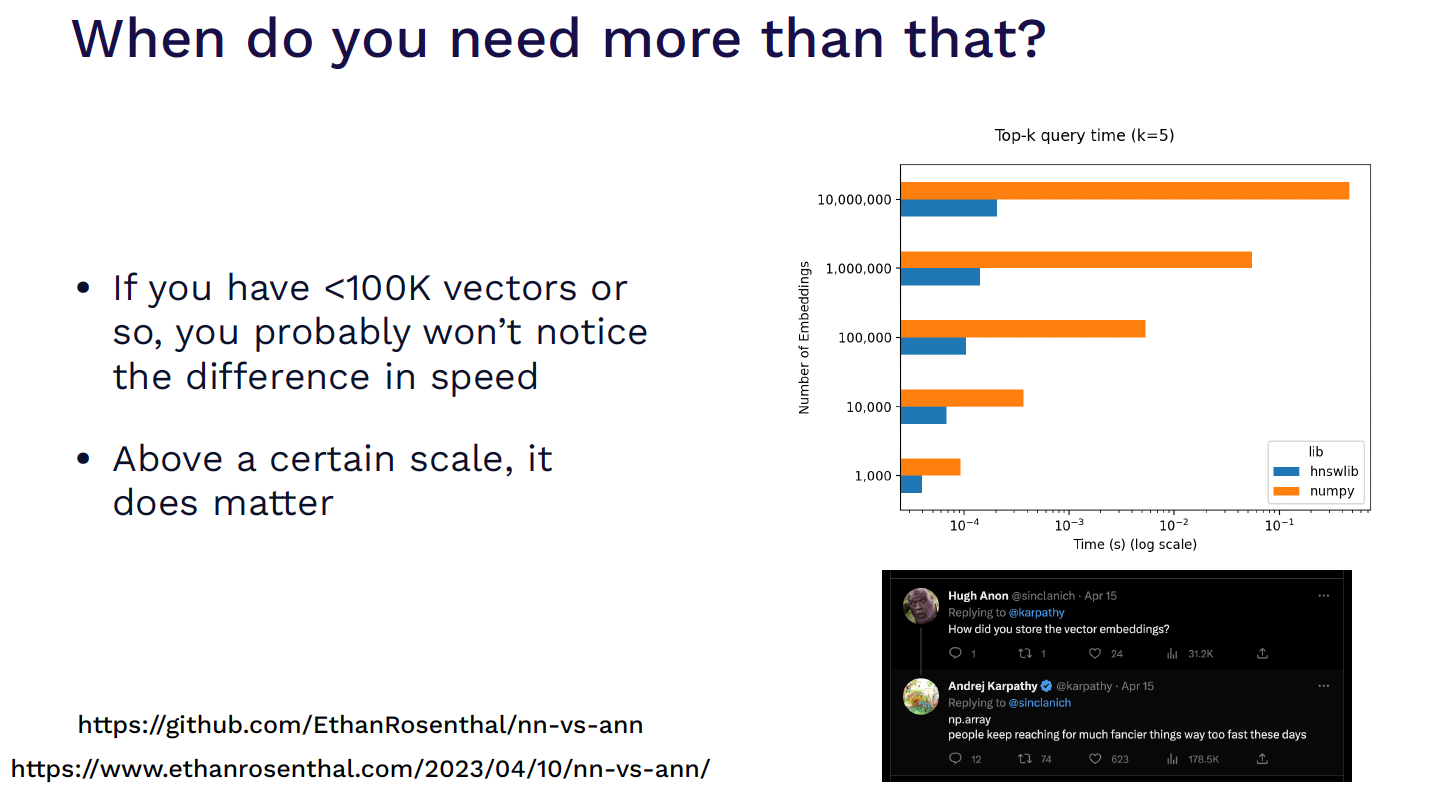 When do you need more than that?
• If you have <100K vectors or
so, you probably won’t notice
the difference in speed
• Above a certain scale, it
does matter
https://github.com/EthanRosenthal/nn-vs-ann
https://www.ethanrosenthal.com/2023/04/10/nn-vs-ann/
Top-k query time (k=5)
Number of Embeddings
10,000,000
1,000,000
100,000
10,000
1,000
lib
hnswlib
numpy
10⁻⁴ 10⁻³ 10⁻² 10⁻¹
Time (s) (log scale)
Hugh Anon @sinclanich · Apr 15
Replying to @karpathy
How did you store the vector embeddings?
1 1 24 31.2K
Andrej Karpathy @karpathy · Apr 15
Replying to @sinclanich
np.array
people keep reaching for much fancier things way too fast these days
12 74 623 178.5K